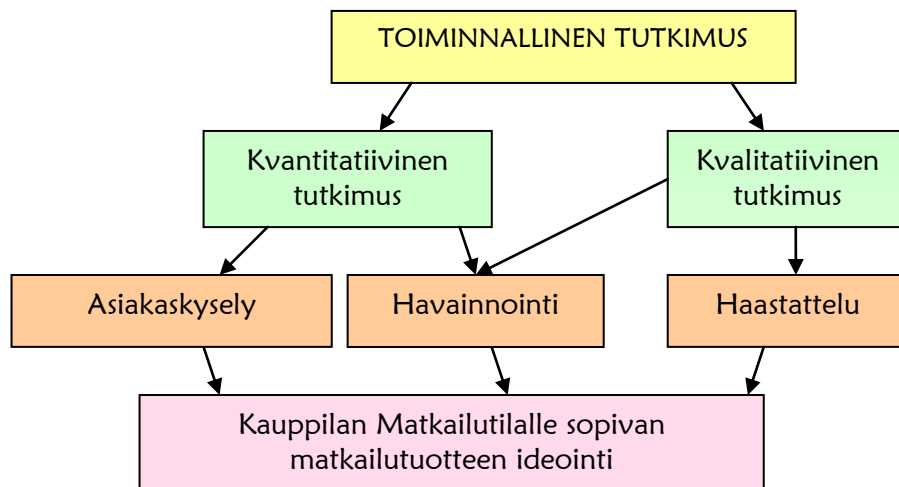 TOIMINNALLINEN TUTKIMUS
Kvantitatiivinen
tutkimus
Kvalitatiivinen
tutkimus
Asiakaskysely
Havainnointi
Haastattelu
Kauppilan Matkailutilalle sopivan
matkailutuotteen ideointi